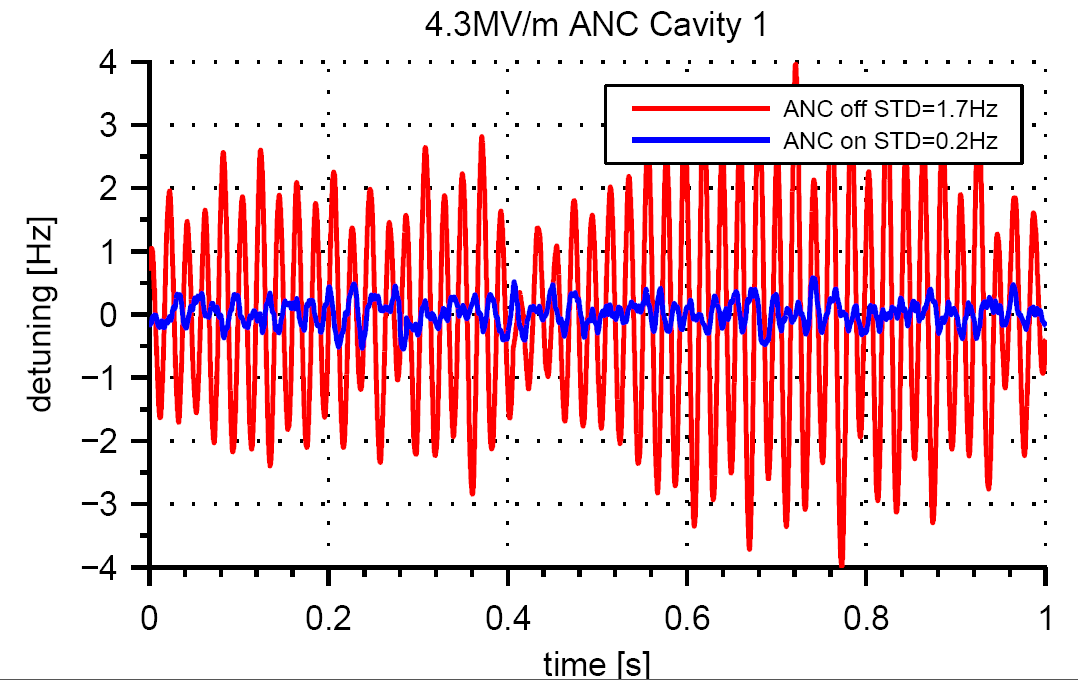 4.3MV/m ANC Cavity 1
ANC off STD=1.7Hz
ANC on STD=0.2Hz
detuning [Hz]
4
3
2
1
0
−1
−2
−3
−4
0 0.2 0.4 0.6 0.8 1
time [s]